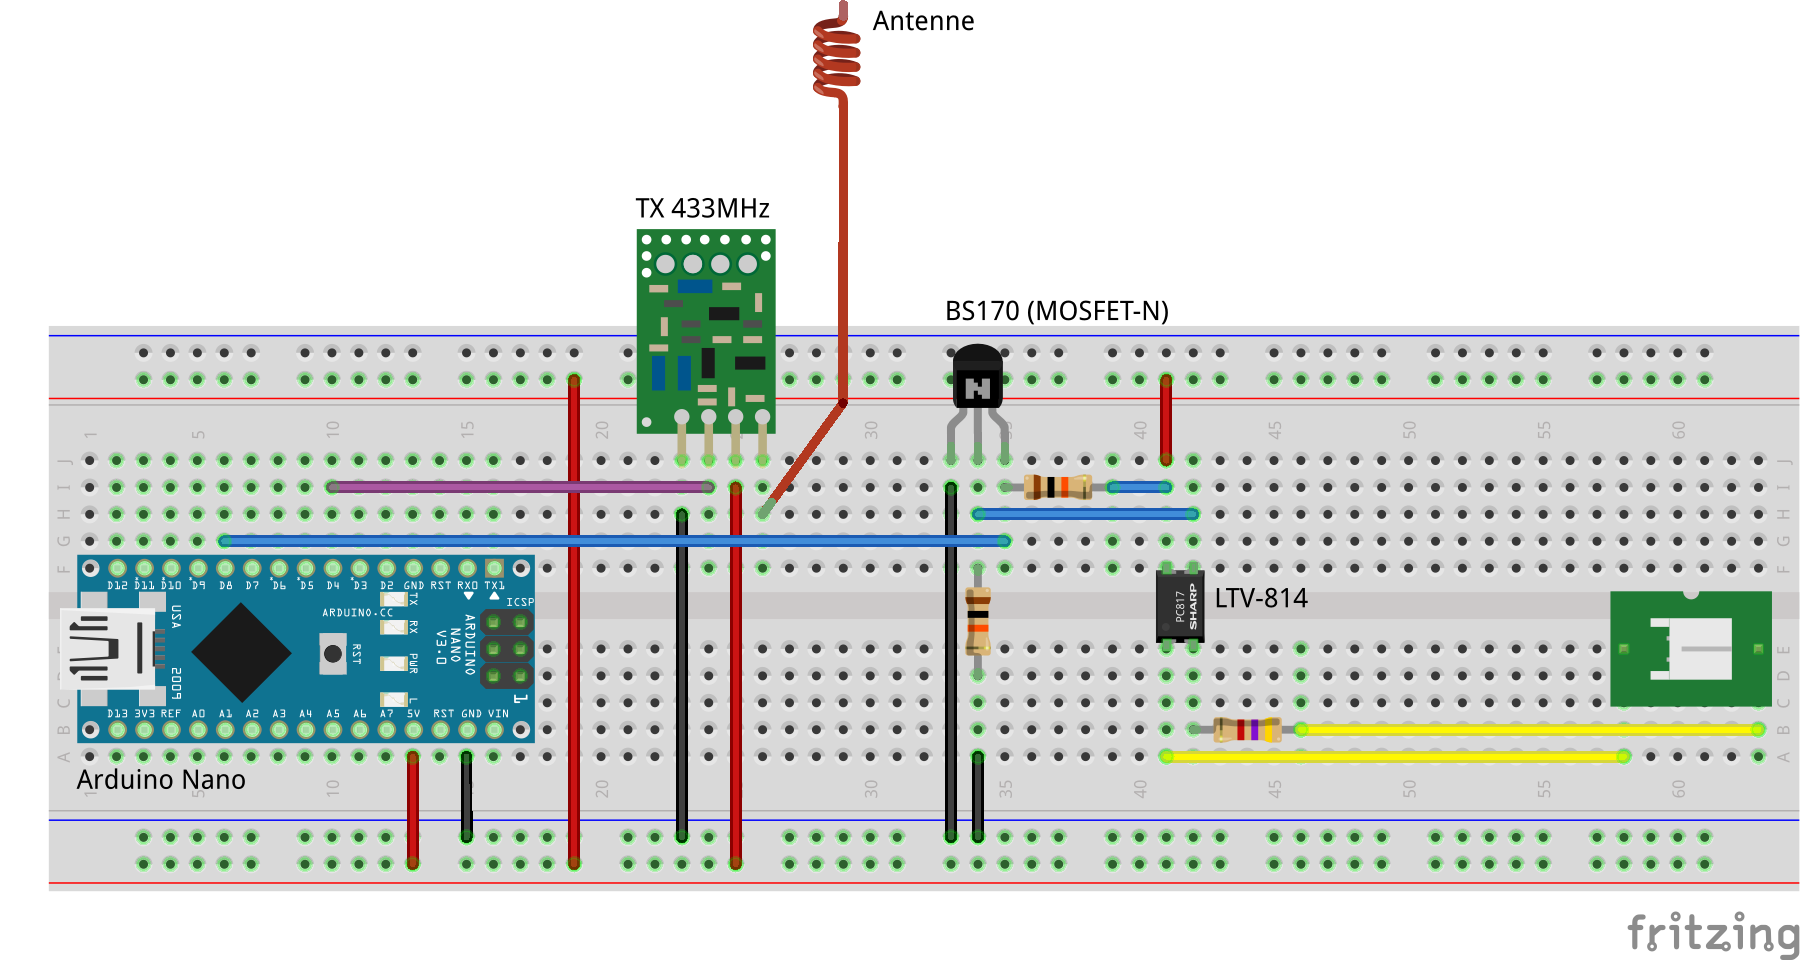 Antenne
TX 433MHz
BS170 (MOSFET-N)
1 5 10 15 20 30 35 40 45 50 55 60
J J
I I
H H
G G
F F
D12 D11 D10 D9 D8 D7 D6 D5 D4 D3 D2 GND RST RX0 TX1
TX
RX
PWR
L
USA
2009
ARDUINO.CC
RST
ARDUINO
NANO
V3.0
ICSP
1
D13 3V3 REF A0 A1 A2 A3 A4 A5 A6 A7 5V RST GND VIN
PC817
SHARP
LTV-814
E
D D
C C
B B
A A
Arduino Nano
1 5 10 15 20 30 35 40 45 50 55 60
fritzing